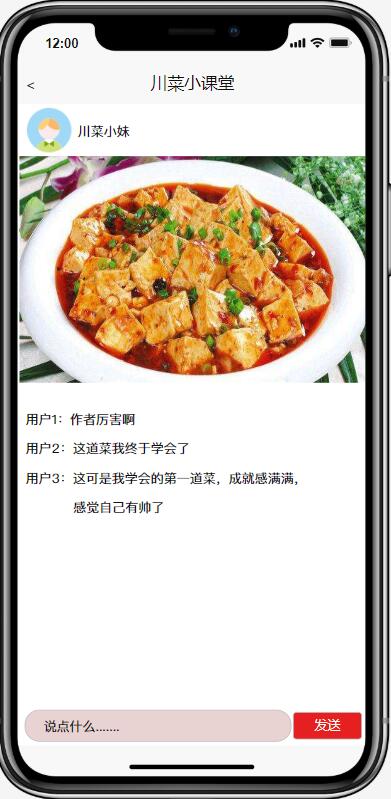 12:00
<
川菜小课堂
川菜小妹
用户1：作者厉害啊
用户2：这道菜我终于学会了
用户3：这可是我学会的第一道菜，成就感满满，
感觉自己有帅了
说点什么.......
发送